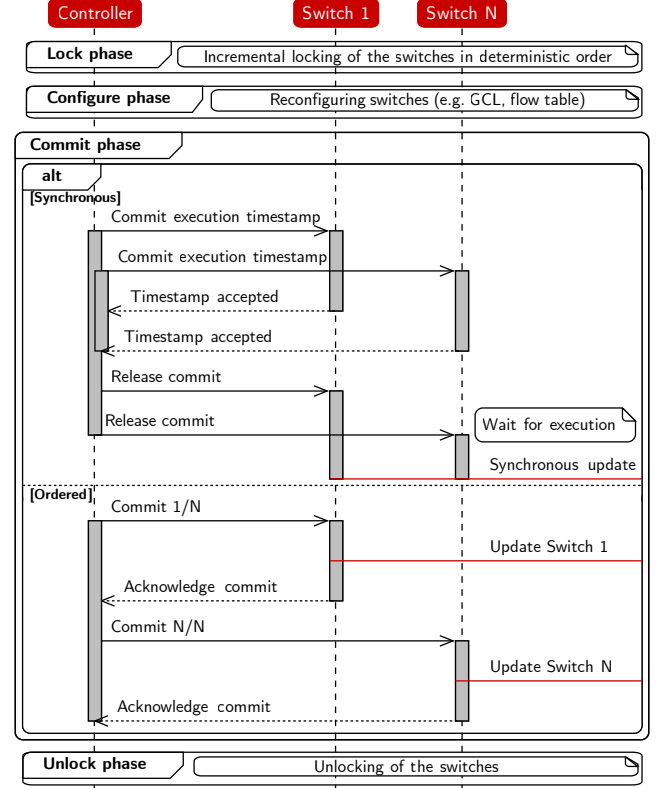 Controller
Switch 1
Switch N
Lock phase
Incremental locking of the switches in deterministic order
Configure phase
Reconfiguring switches (e.g. GCL, flow table)
Commit phase
alt
[Synchronous]
Commit execution timestamp
Commit execution timestamp
Timestamp accepted
Timestamp accepted
Release commit
Release commit
Wait for execution
Synchronous update
[Ordered]
Commit 1/N
Update Switch 1
Acknowledge commit
Commit N/N
Update Switch N
Acknowledge commit
Unlock phase
Unlocking of the switches